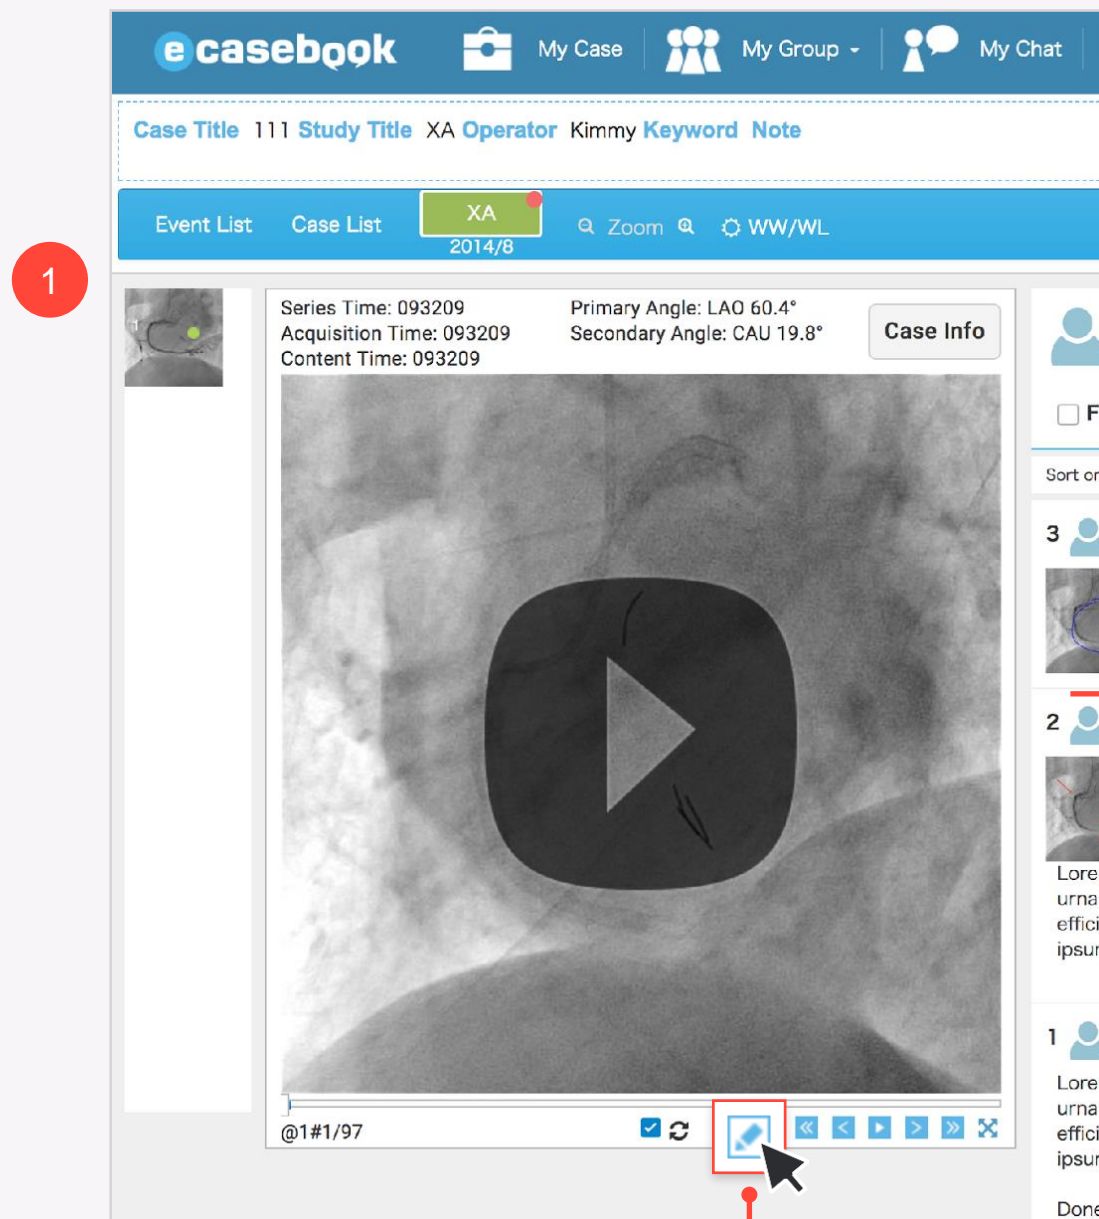 ecasebook My Case My Group My Chat
Case Title 111 Study Title XA Operator Kimmy Keyword Note
Event List Case List XA Zoom WW/WL
2014/8
1
1
Series Time: 093209 Primary Angle: LAO 60.4°
Acquisition Time: 093209 Secondary Angle: CAU 19.8°
Content Time: 093209
Case Info
@1#1/97
F
Sort or
3
2
Lore
urna
effici
ipsur
1
Lore
urna
effici
ipsur
Done